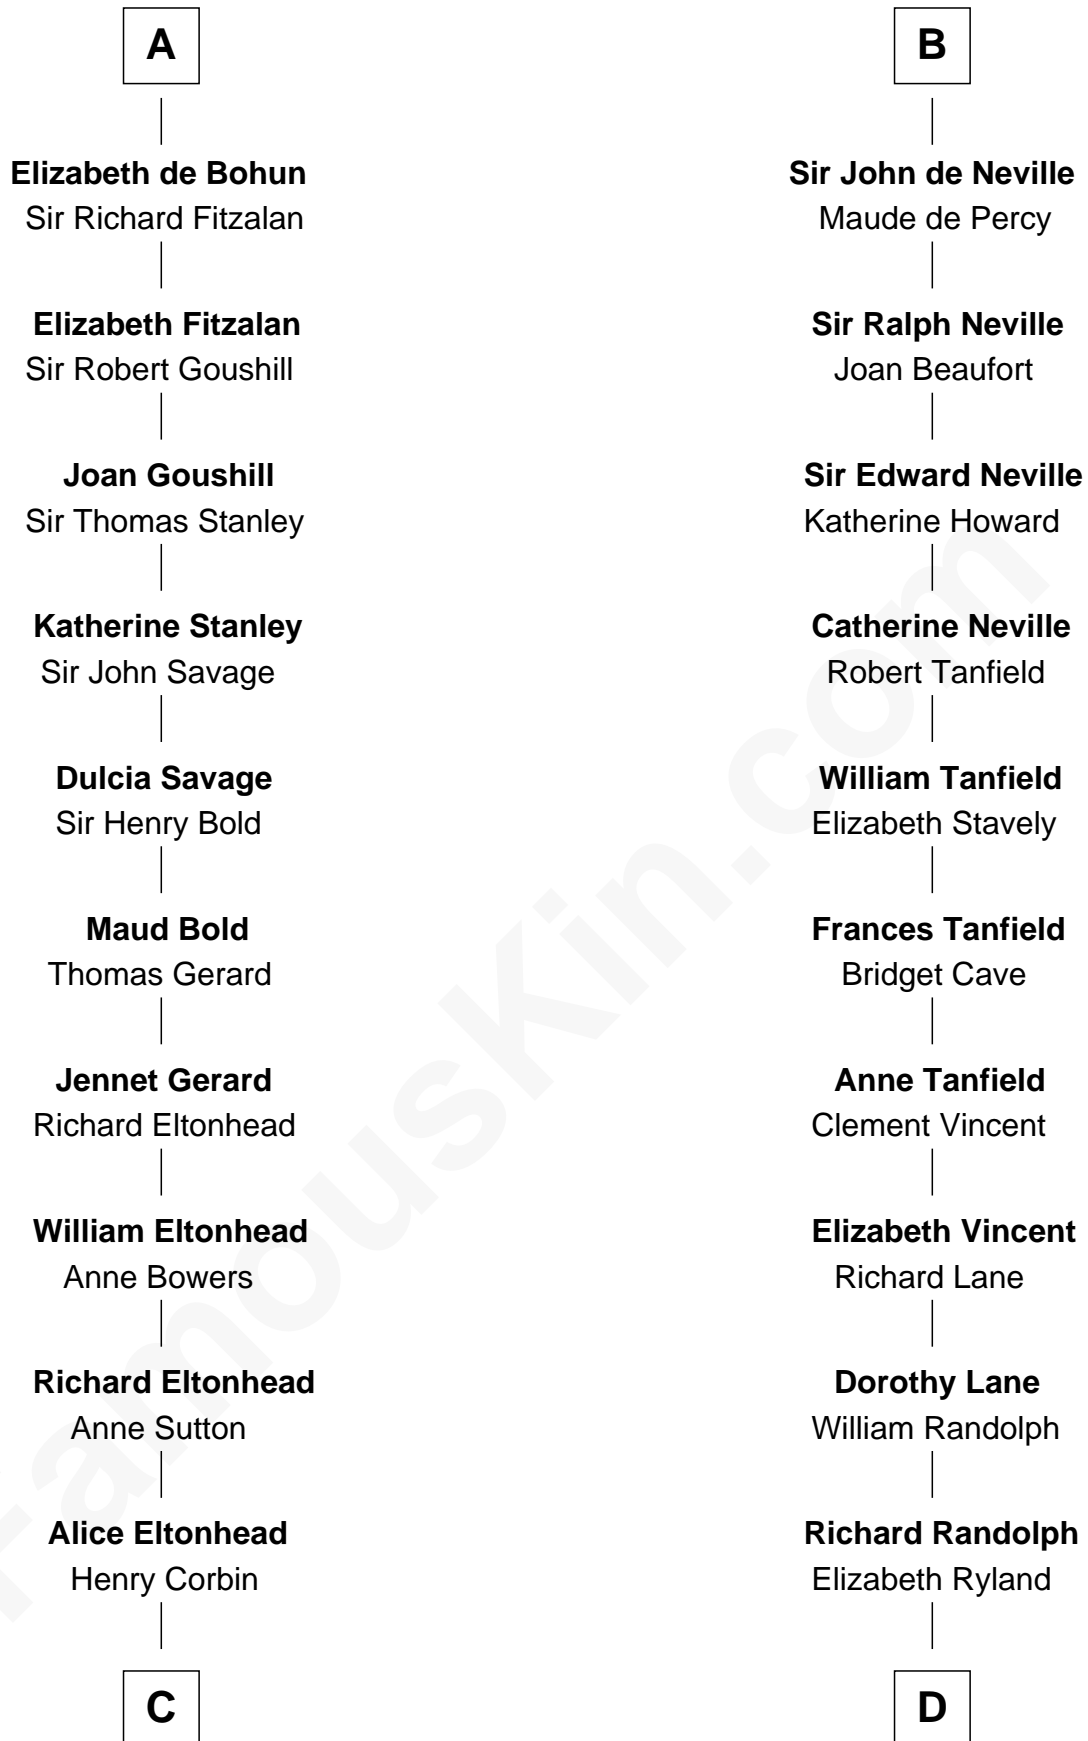 A
Elizabeth de Bohun
Sir Richard Fitzalan
Elizabeth Fitzalan
Sir Robert Goushill
Joan Goushill
Sir Thomas Stanley
Katherine Stanley
Sir John Savage
Dulcia Savage
Sir Henry Bold
Maud Bold
Thomas Gerard
Jennet Gerard
Richard Eltonhead
William Eltonhead
Anne Bowers
Richard Eltonhead
Anne Sutton
Alice Eltonhead
Henry Corbin
C
B
Sir John de Neville
Maude de Percy
Sir Ralph Neville
Joan Beaufort
Sir Edward Neville
Katherine Howard
Catherine Neville
Robert Tanfield
William Tanfield
Elizabeth Stavely
Frances Tanfield
Bridget Cave
Anne Tanfield
Clement Vincent
Elizabeth Vincent
Richard Lane
Dorothy Lane
William Randolph
Richard Randolph
Elizabeth Ryland
D
FamousKin.com